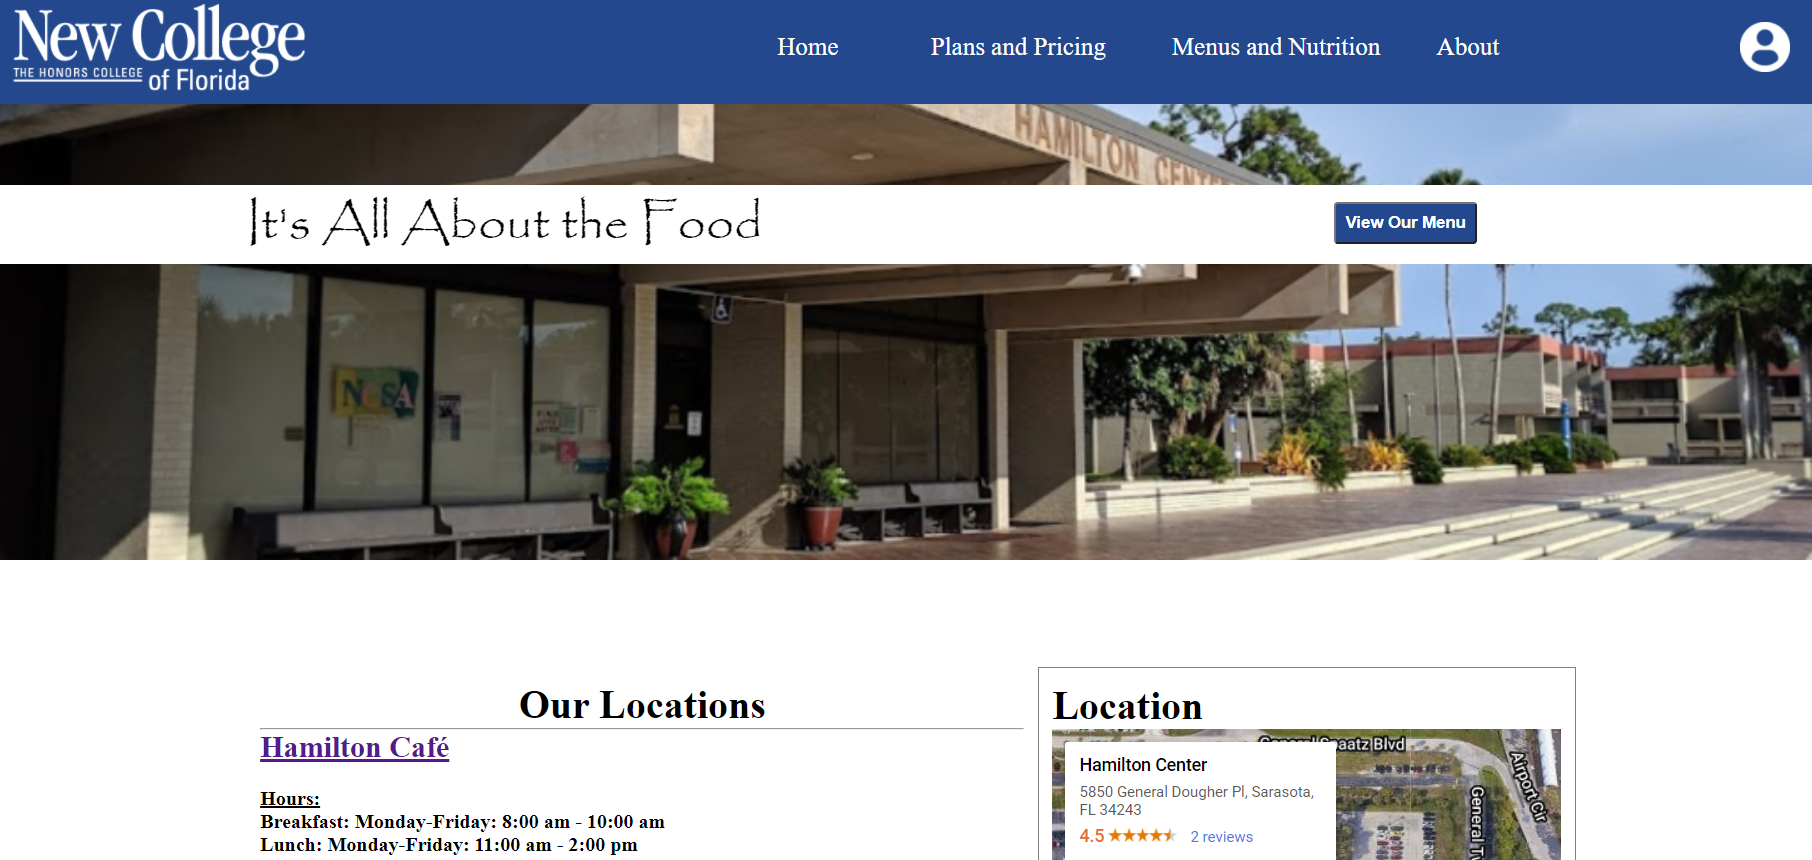 New College
THE HONORS COLLEGE
of Florida
Home
Plans and Pricing
Menus and Nutrition
About
HAMILTON CENTE
It's All About the Food
View Our Menu
NCSA
Our Locations
Hamilton Café
Hours:
Breakfast: Monday-Friday: 8:00 am - 10:00 am
Lunch: Monday-Friday: 11:00 am - 2:00 pm
Location
General Spaatz Blvd
Airport Cir
Hamilton Center
5850 General Dougher Pl, Sarasota,
FL 34243
4.5
2 reviews
General